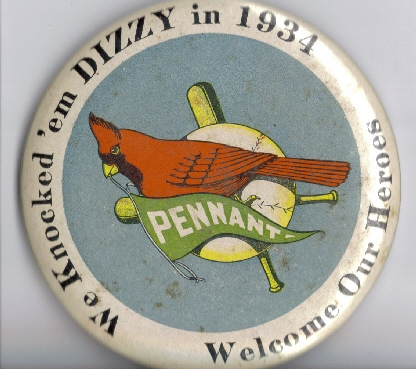 We Knocked 'em DIZZY in 1934
PENNANT-
Welcome Our Heroes